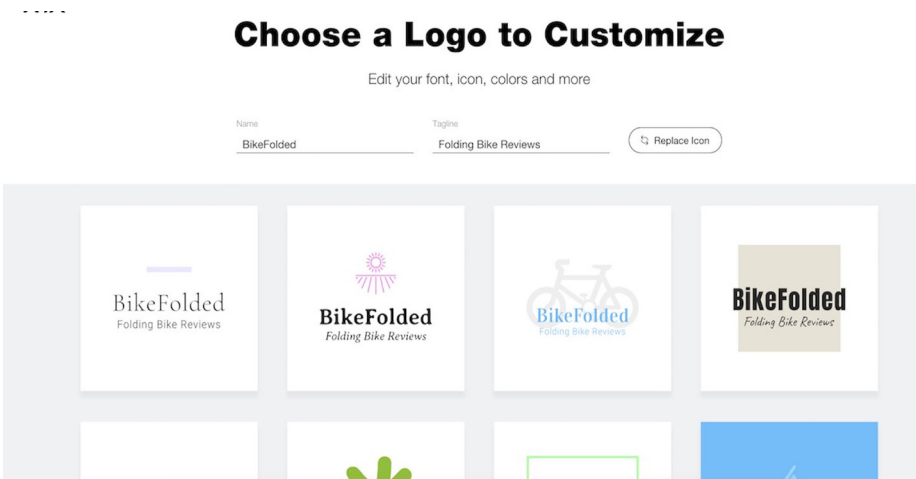 Choose a Logo to Customize
Edit your font, icon, colors and more
Name
BikeFolded
Tagline
Folding Bike Reviews
Replace Icon
BikeFolded
Folding Bike Reviews
BikeFolded
Folding Bike Reviews
BikeFolded
Folding Bike Reviews
BikeFolded
Folding Bike Reviews